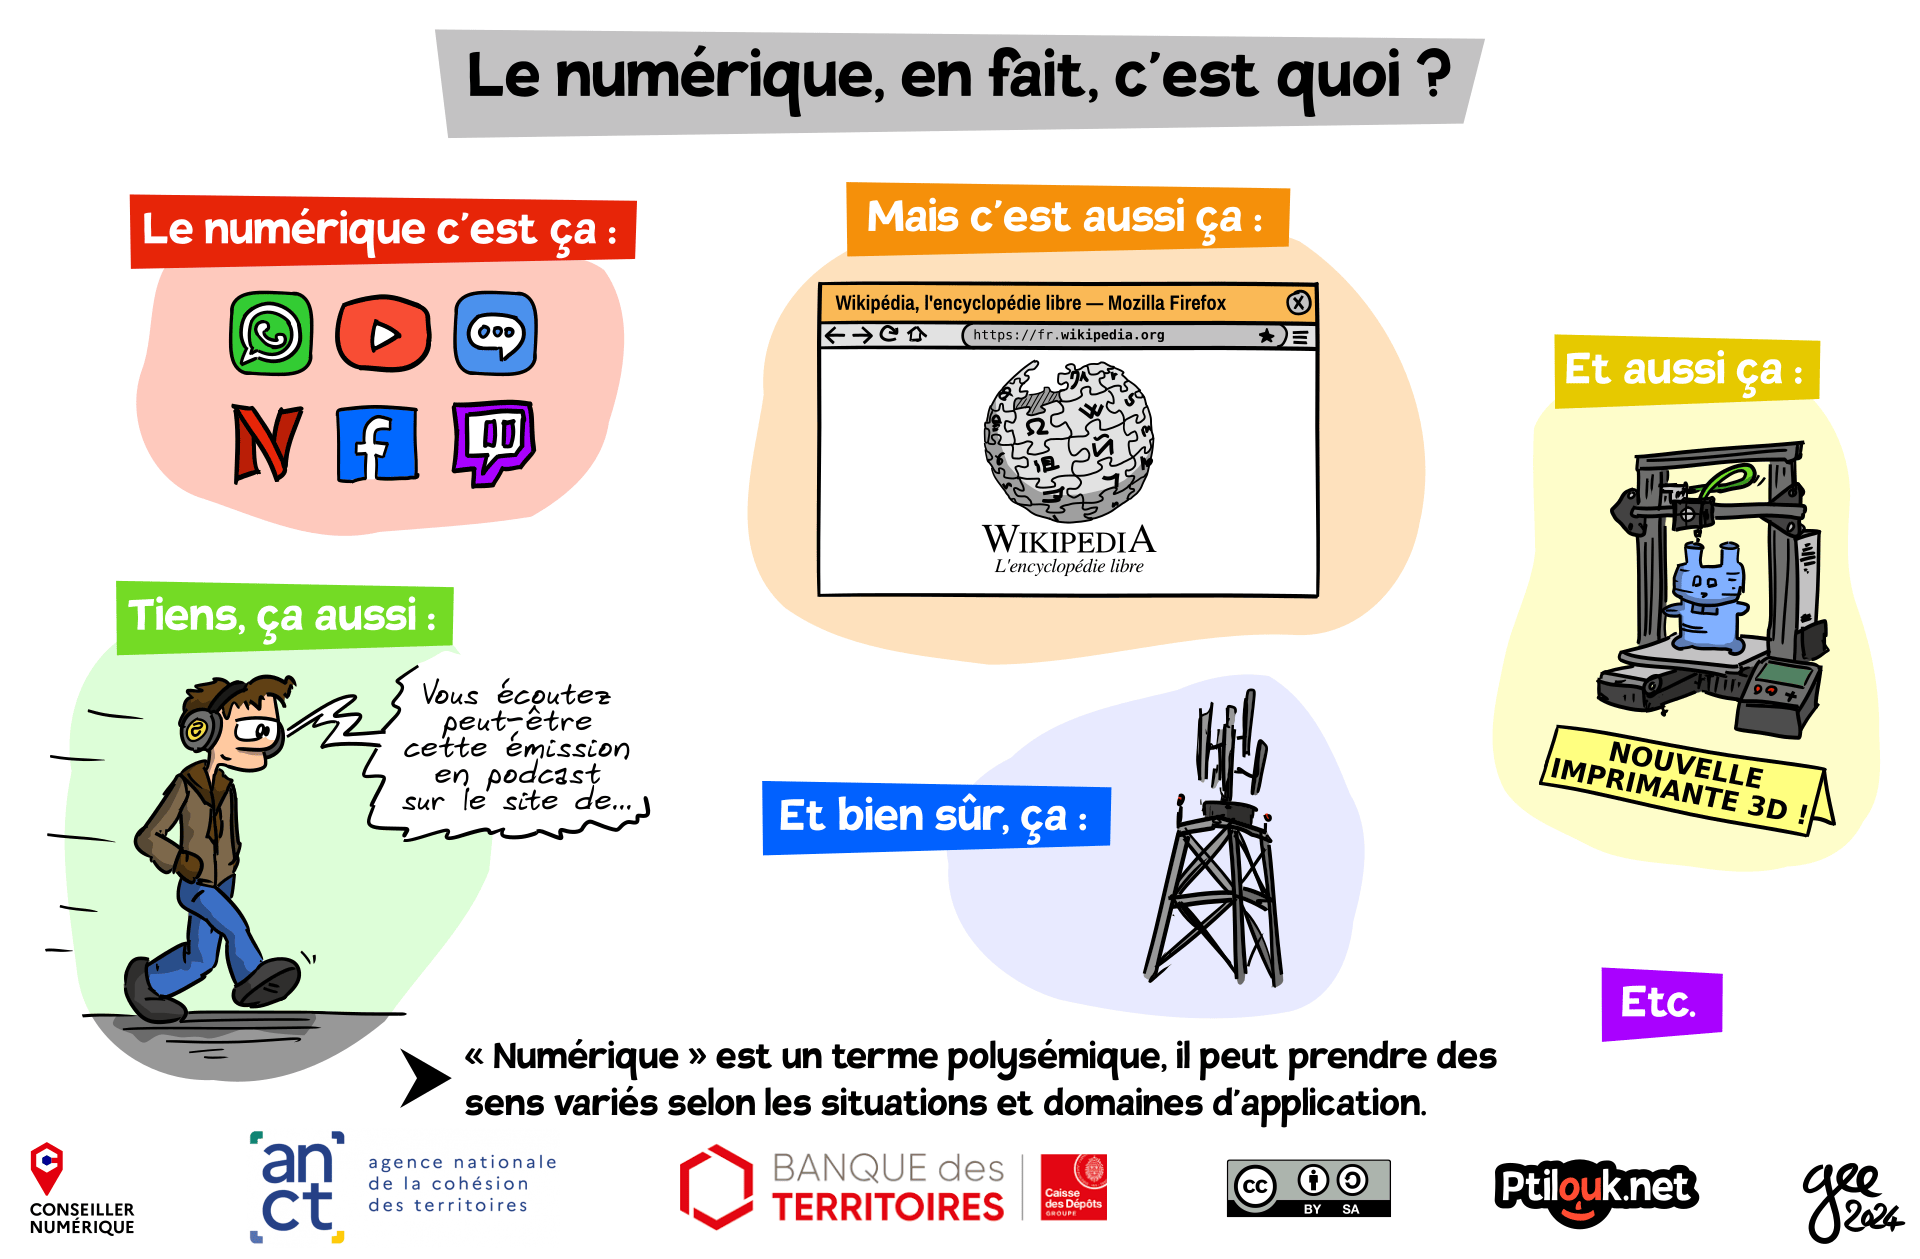 Le numérique, en fait, c'est quoi ?
Le numérique c'est ça :
Mais c'est aussi ça :
Wikipédia, l'encyclopédie libre — Mozilla Firefox
https://fr.wikipedia.org
WIKIPEDIA
L'encyclopédie libre
Et aussi ça :
NOUVELLE
IMPRIMANTE 3D !
Tiens, ça aussi :
Vous écoutez
peut-être
cette émission
en podcast
sur le site de...
Et bien sûr, ça :
Etc.
« Numérique » est un terme polysémique, il peut prendre des
sens variés selon les situations et domaines d'application.
CONSEILLER
NUMÉRIQUE
an
ct
agence nationale
de la cohésion
des territoires
BANQUE des
TERRITOIRES
Caisse
des Dépôts
GROUPE
cc
BY SA
Ptilouk.net
gee
2024